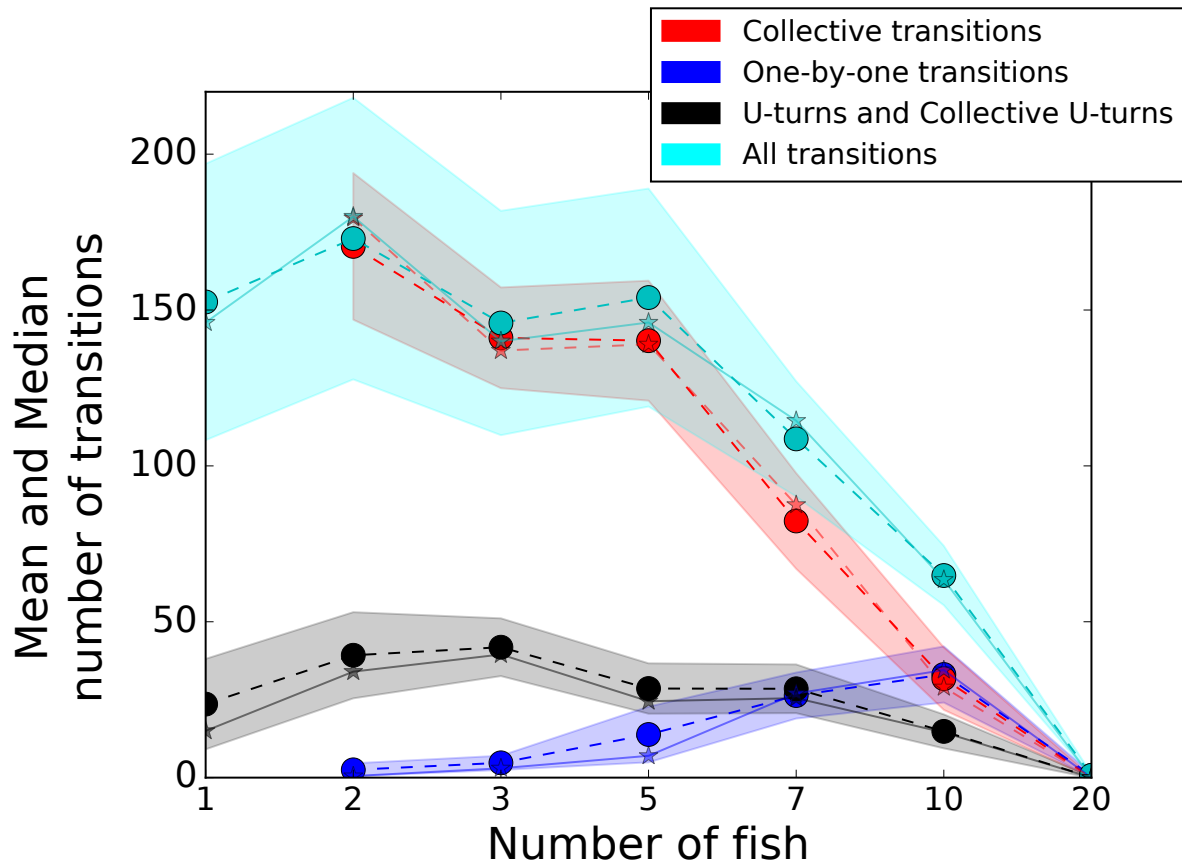 Collective transitions
One-by-one transitions
U-turns and Collective U-turns
All transitions
Mean and Median
number of transitions
200
150
100
50
0
1 2 3 5 7 10 20
Number of fish